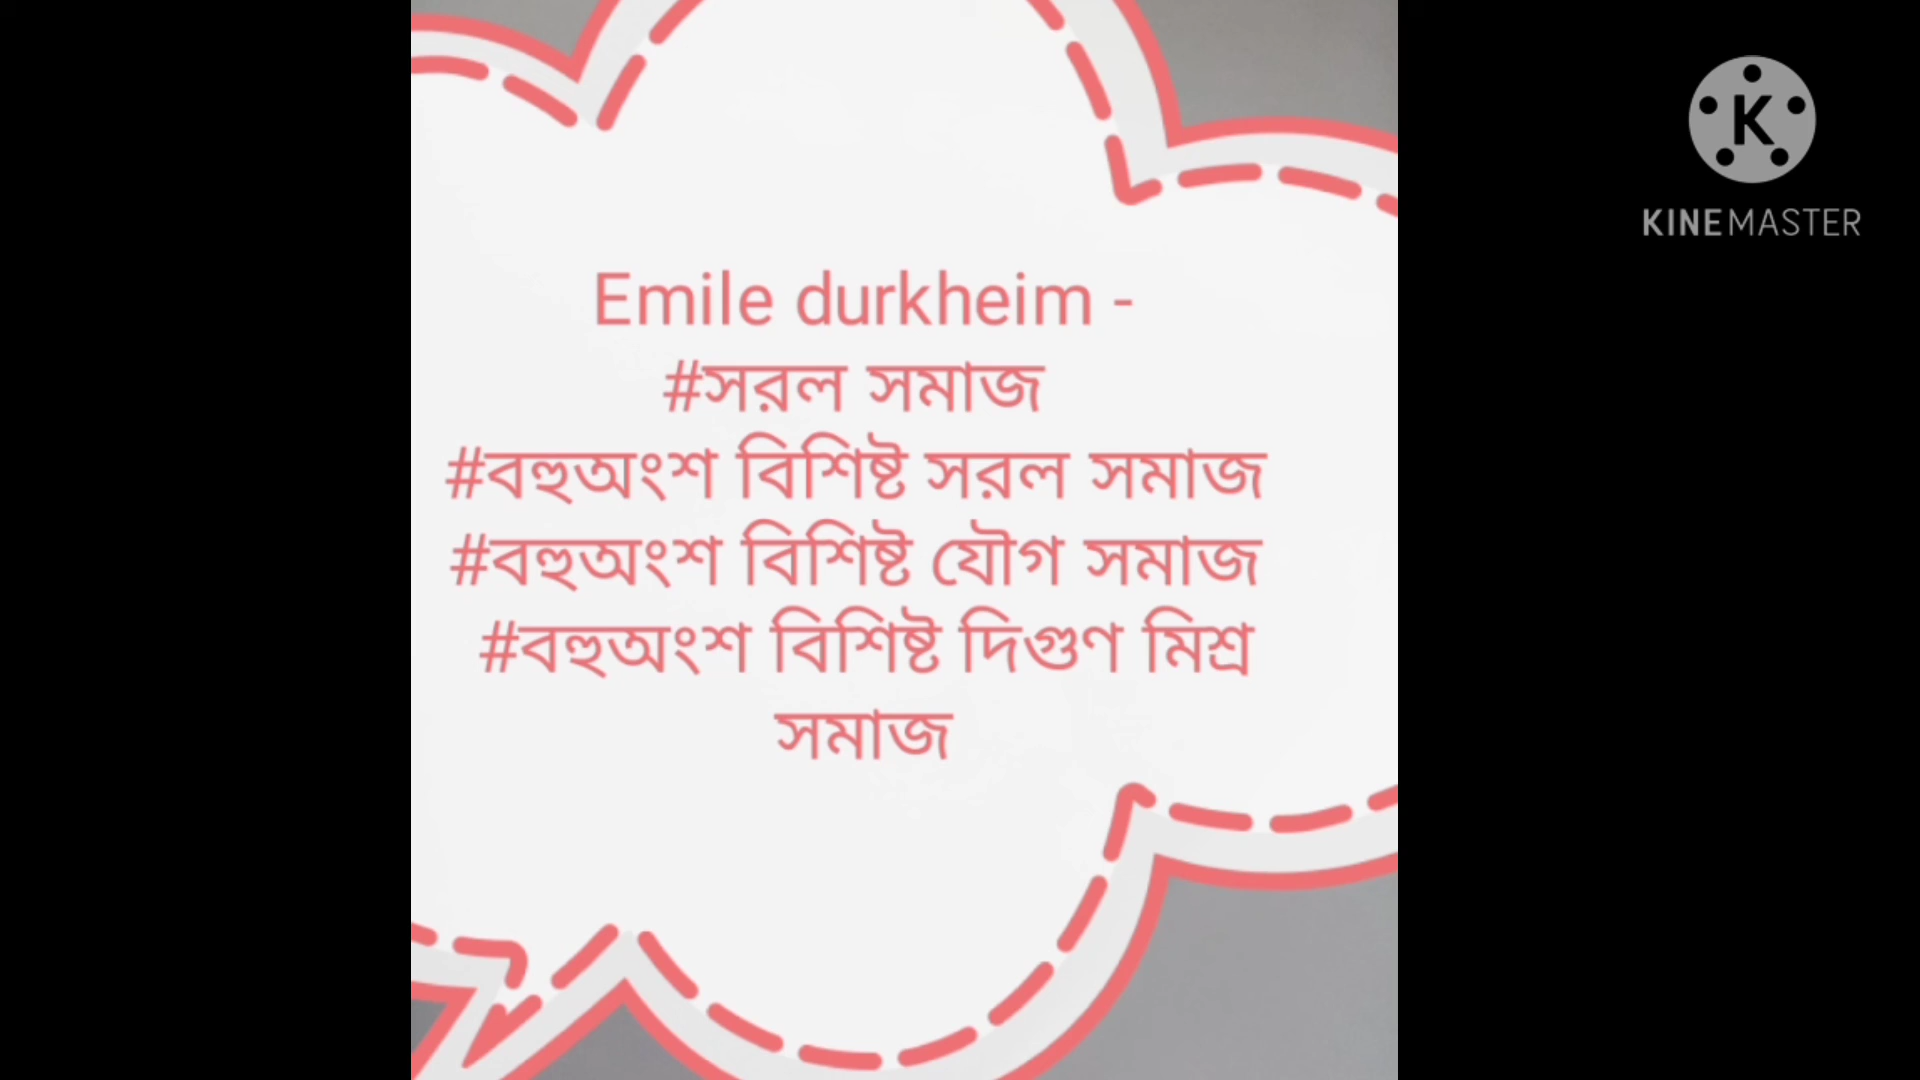 Emile durkheim -
#সরল সমাজ
#বহুঅংশ বিশিষ্ট সরল সমাজ
#বহুঅংশ বিশিষ্ট যৌগ সমাজ
#বহুঅংশ বিশিষ্ট দিগুণ মিশ্র
সমাজ
K
KINEMASTER